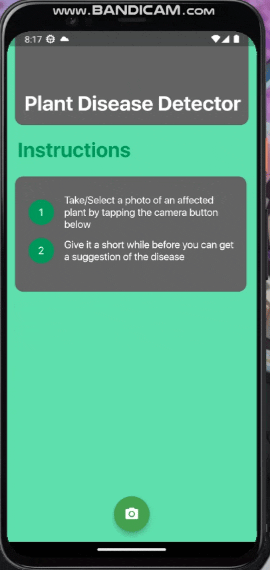 www.BANDICAM.com
8:17
Plant Disease Detector
Instructions
1
Take/Select a photo of an affected
plant by tapping the camera button
below
2
Give it a short while before you can get
a suggestion of the disease